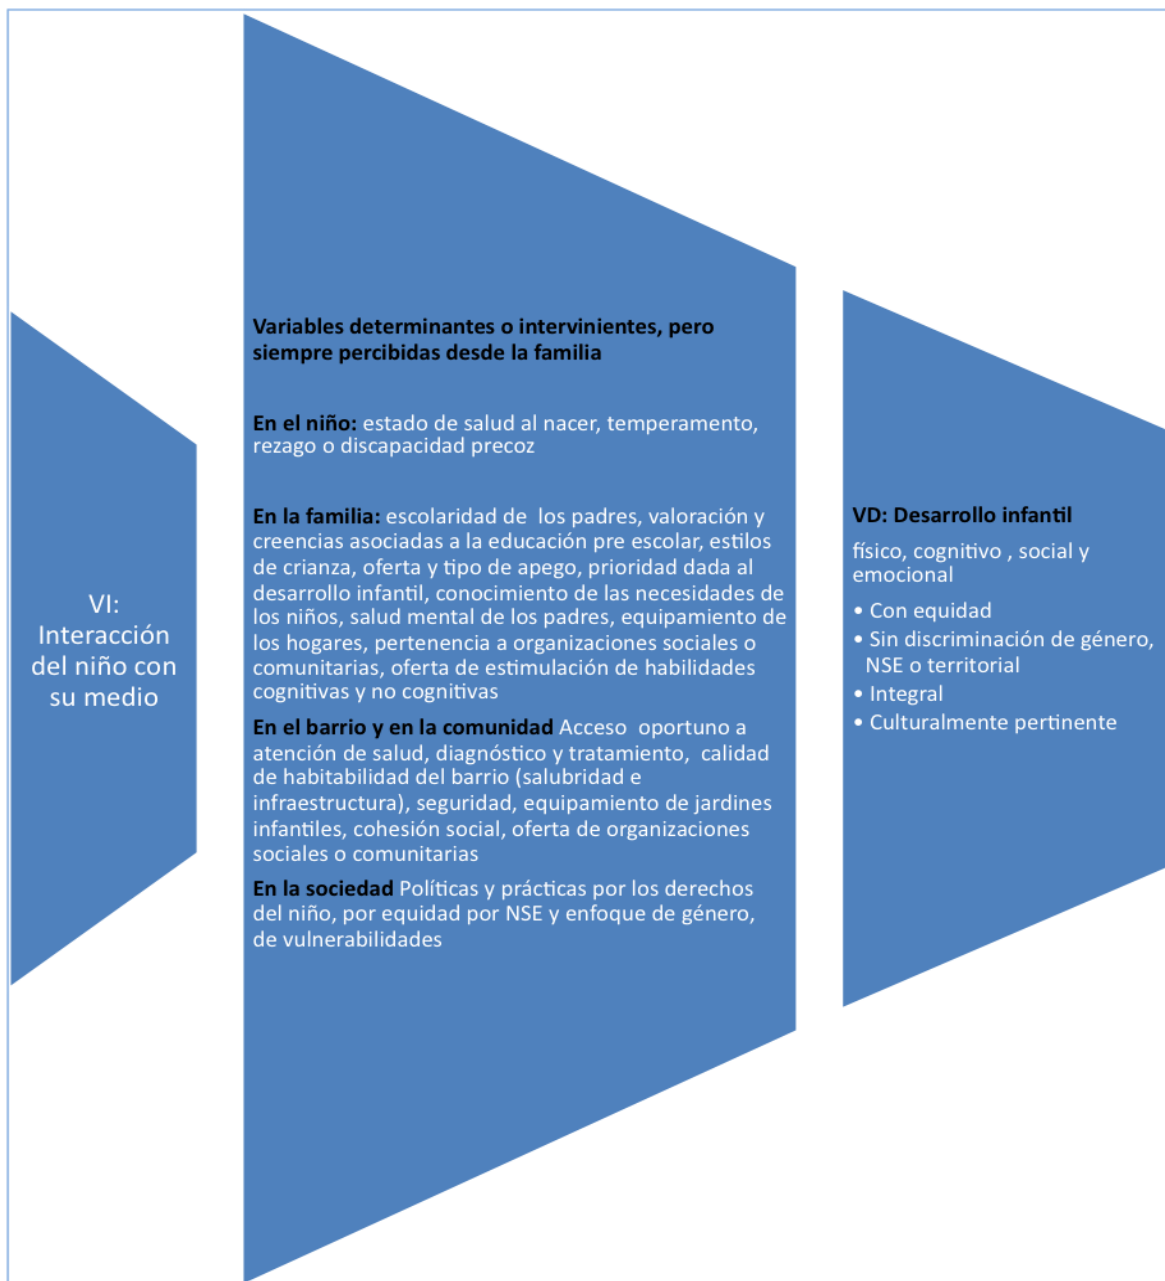 VI:
Interacción
del niño con
su medio
Variables determinantes o intervinientes, pero
siempre percibidas desde la familia
En el niño: estado de salud al nacer, temperamento,
rezago o discapacidad precoz
En la familia: escolaridad de los padres, valoración y
creencias asociadas a la educación pre escolar, estilos
de crianza, oferta y tipo de apego, prioridad dada al
desarrollo infantil, conocimiento de las necesidades de
los niños, salud mental de los padres, equipamiento de
los hogares, pertenencia a organizaciones sociales o
comunitarias, oferta de estimulación de habilidades
cognitivas y no cognitivas
En el barrio y en la comunidad Acceso oportuno a
atención de salud, diagnóstico y tratamiento, calidad
de habitabilidad del barrio (salubridad e
infraestructura), seguridad, equipamiento de jardines
infantiles, cohesión social, oferta de organizaciones
sociales o comunitarias
En la sociedad Políticas y prácticas por los derechos
del niño, por equidad por NSE y enfoque de género,
de vulnerabilidades
VD: Desarrollo infantil
físico, cognitivo , social y
emocional
• Con equidad
• Sin discriminación de género,
NSE o territorial
• Integral
• Culturalmente pertinente